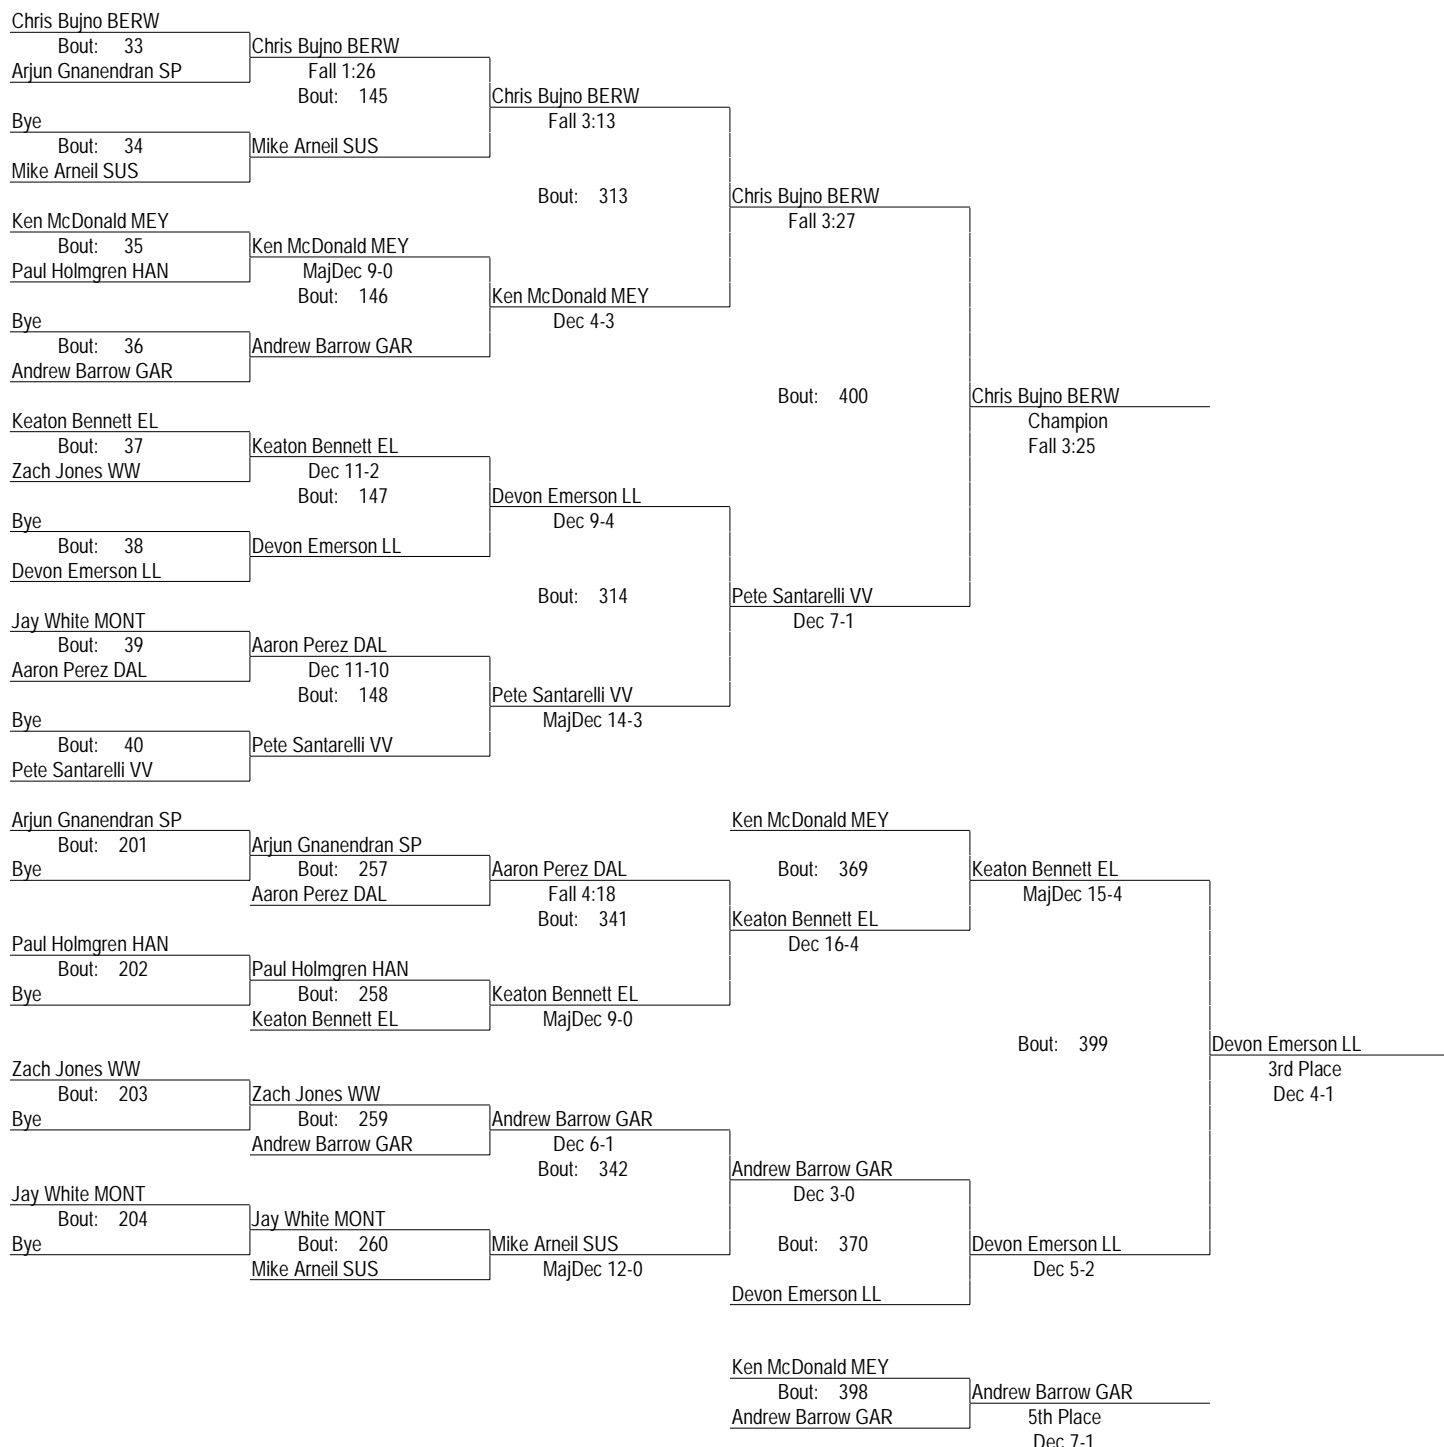 Chris Bujno BERW
Bout: 33
Chris Bujno BERW
Arjun Gnanendran SP
Fall 1:26
Bout: 145
Chris Bujno BERW
Bye
Fall 3:13
Bout: 34
Mike Arneil SUS
Mike Arneil SUS
Bout: 313
Chris Bujno BERW
Ken McDonald MEY
Fall 3:27
Bout: 35
Ken McDonald MEY
Paul Holmgren HAN
MajDec 9-0
Bout: 146
Ken McDonald MEY
Bye
Dec 4-3
Bout: 36
Andrew Barrow GAR
Andrew Barrow GAR
Bout: 400
Chris Bujno BERW
Keaton Bennett EL
Champion
Bout: 37
Keaton Bennett EL
Fall 3:25
Zach Jones WW
Dec 11-2
Bout: 147
Devon Emerson LL
Bye
Dec 9-4
Bout: 38
Devon Emerson LL
Devon Emerson LL
Bout: 314
Pete Santarelli VV
Jay White MONT
Dec 7-1
Bout: 39
Aaron Perez DAL
Aaron Perez DAL
Dec 11-10
Bout: 148
Pete Santarelli VV
Bye
MajDec 14-3
Bout: 40
Pete Santarelli VV
Pete Santarelli VV
Arjun Gnanendran SP
Ken McDonald MEY
Bout: 201
Arjun Gnanendran SP
Bye
Bout: 257
Aaron Perez DAL
Bout: 369
Keaton Bennett EL
Aaron Perez DAL
Fall 4:18
MajDec 15-4
Bout: 341
Keaton Bennett EL
Paul Holmgren HAN
Dec 16-4
Bout: 202
Paul Holmgren HAN
Bye
Bout: 258
Keaton Bennett EL
Keaton Bennett EL
MajDec 9-0
Bout: 399
Devon Emerson LL
Zach Jones WW
3rd Place
Bout: 203
Zach Jones WW
Dec 4-1
Bye
Bout: 259
Andrew Barrow GAR
Andrew Barrow GAR
Dec 6-1
Bout: 342
Andrew Barrow GAR
Jay White MONT
Dec 3-0
Bout: 204
Jay White MONT
Bye
Bout: 260
Mike Arneil SUS
Bout: 370
Devon Emerson LL
Mike Arneil SUS
MajDec 12-0
Dec 5-2
Devon Emerson LL
Ken McDonald MEY
Bout: 398
Andrew Barrow GAR
Andrew Barrow GAR
5th Place
Dec 7-1